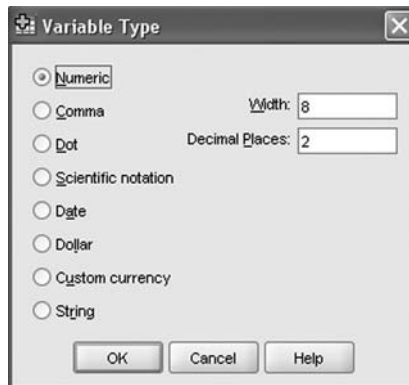 Variable Type
Numeric
Comma
Width: 8
Dot
Decimal Places: 2
Scientific notation
Date
Dollar
Custom currency
String
OK Cancel Help